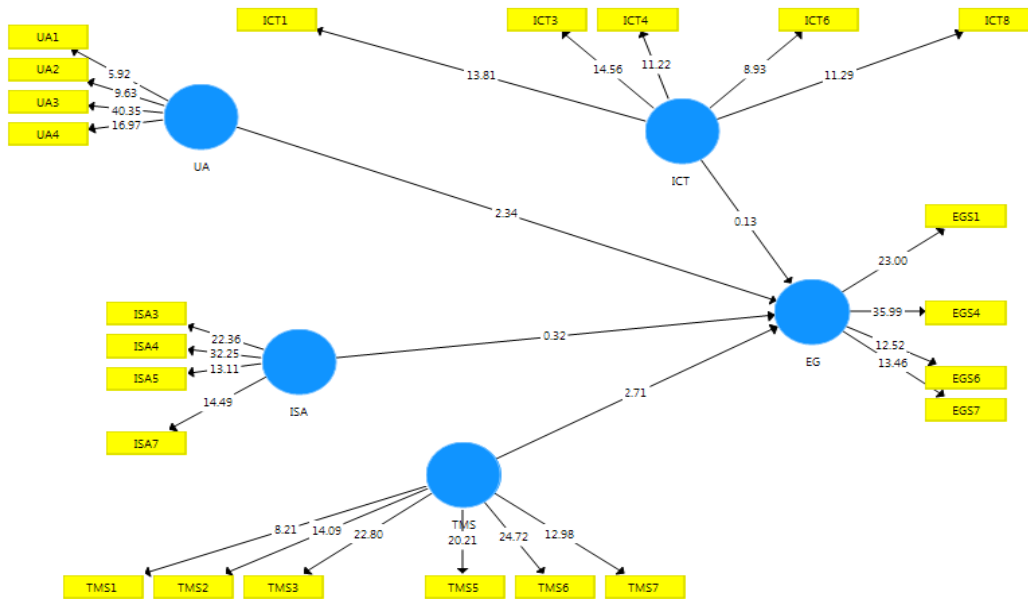 ICT1
ICT3
ICT4
ICT6
ICT8
UA1
UA2
UA3
UA4
5.92
9.63
40.35
16.97
UA
13.81
14.56
11.22
8.93
11.29
ICT
2.34
0.13
EGS1
23.00
EGS4
35.99
12.52
13.46
EGS6
EGS7
EG
ISA3
ISA4
ISA5
ISA7
22.36
32.25
13.11
14.49
ISA
0.32
2.71
TMS
8.21
14.09
22.80
20.21
24.72
12.98
TMS1
TMS2
TMS3
TMS5
TMS6
TMS7